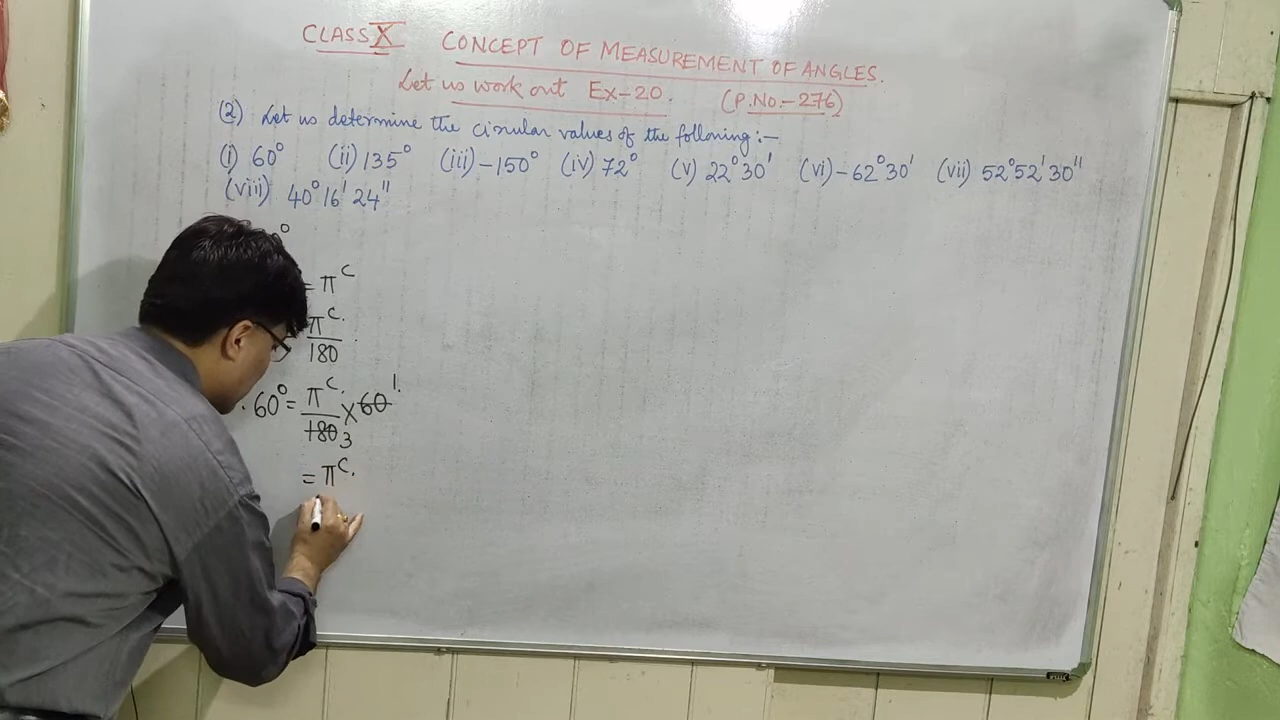 CLASS X CONCEPT OF MEASUREMENT OF ANGLES.
Let us work out Ex-20. (P.No.-276)
(2) Let us determine the cirular values of the following:-
(i) 60° (ii) 135° (iii) -150° (iv) 72° (v) 22°30' (vi) -62°30' (vii) 52°52'30"
(viii) 40°16'24"
= π^c
π^c.
180
60° = π^c. × 60 1.
180 3
= π^c.